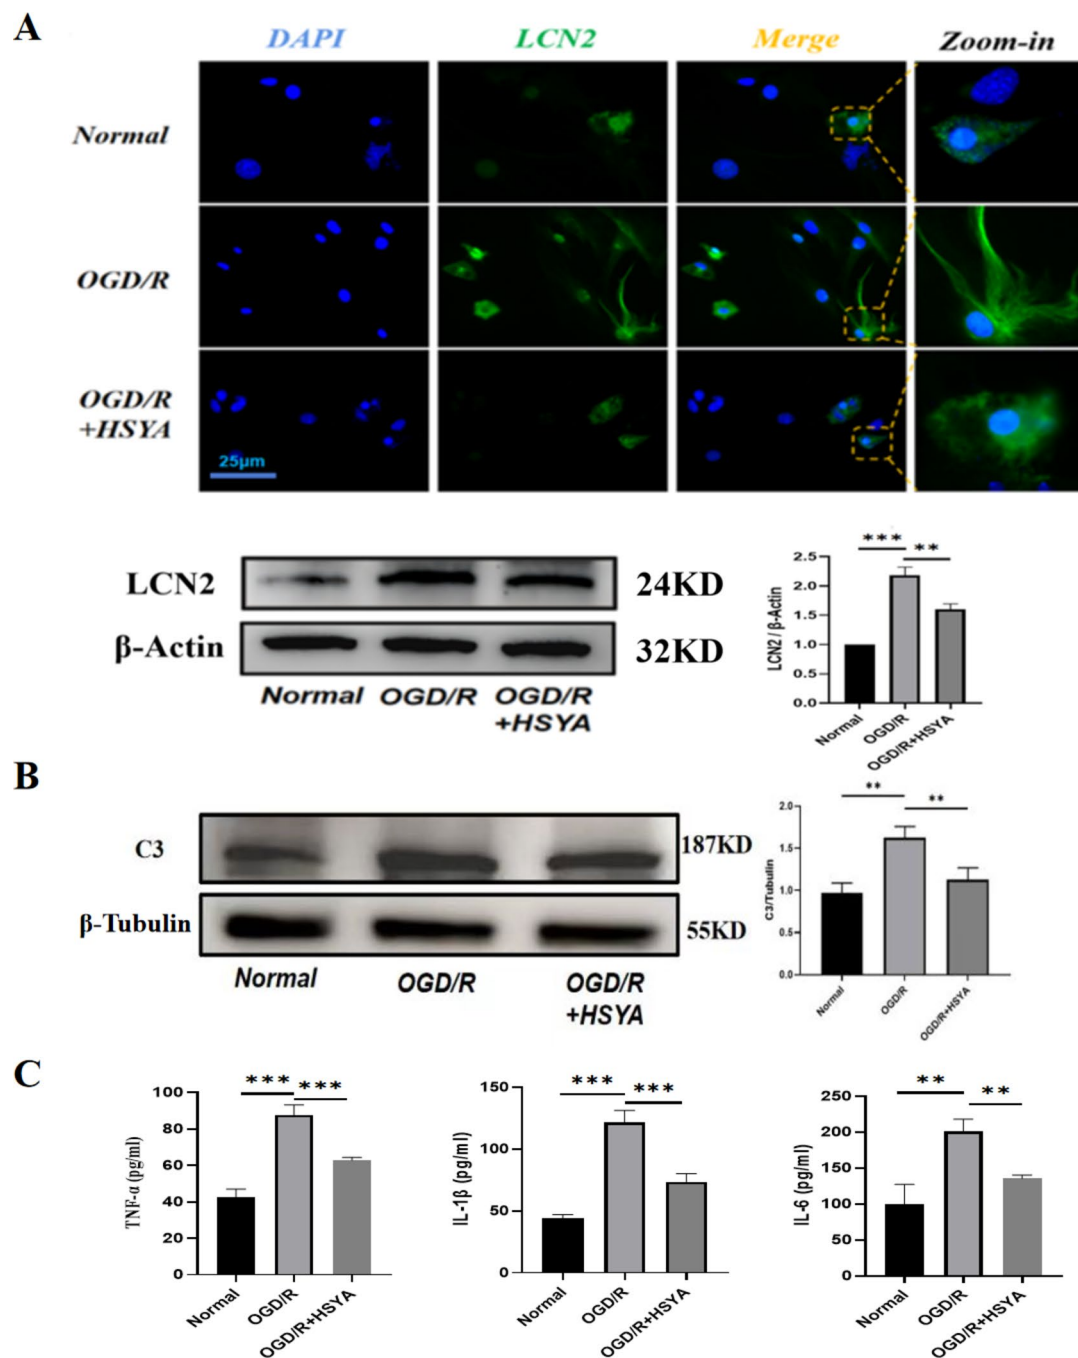 A
DAPI LCN2 Merge Zoom-in
Normal
OGD/R
OGD/R
+HSYA
25μm
LCN2
24KD
β-Actin
32KD
Normal OGD/R OGD/R
+HSYA
*** **
LCN2 / β-Actin
2.5
2.0
1.5
1.0
0.5
0.0
Normal
OGD/R
OGD/R+HSYA
B
C3
187KD
β-Tubulin
55KD
Normal OGD/R OGD/R
+HSYA
** **
C3/Tubulin
2.0
1.5
1.0
0.5
0.0
Normal
OGD/R
OGD/R+HSYA
C
*** ***
TNF-α (pg/ml)
100
80
60
40
20
0
Normal
OGD/R
OGD/R+HSYA
*** ***
IL-1β (pg/ml)
150
100
50
0
Normal
OGD/R
OGD/R+HSYA
** **
IL-6 (pg/ml)
250
200
150
100
50
0
Normal
OGD/R
OGD/R+HSYA